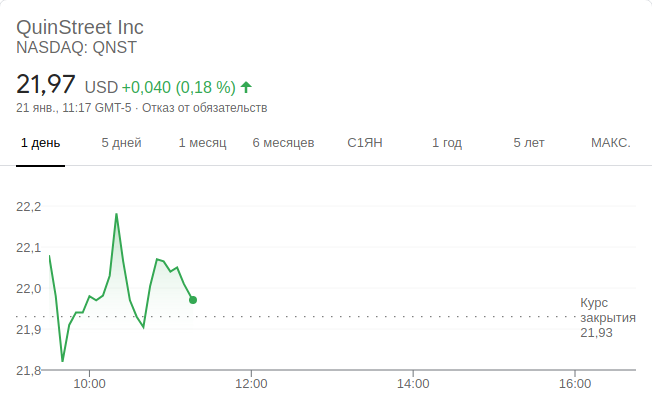 QuinStreet Inc
NASDAQ: QNST
21,97 USD +0,040 (0,18 %)
21 янв., 11:17 GMT-5 · Отказ от обязательств
1 день 5 дней 1 месяц 6 месяцев С1ЯН 1 год 5 лет МАКС.
22,2
22,1
22,0
21,9
21,8
Курс
закрытия
21,93
10:00 12:00 14:00 16:00